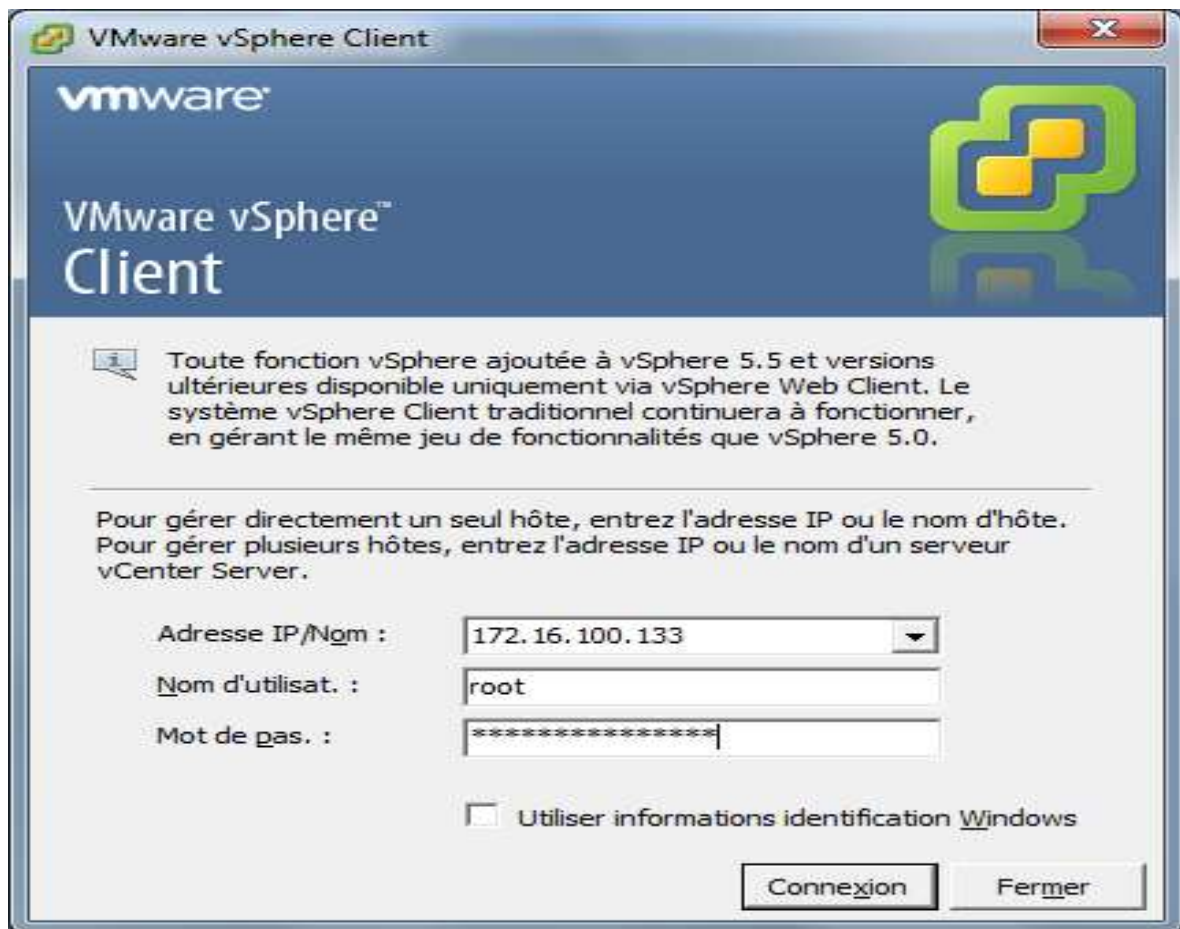 VMware vSphere Client
vmware
VMware vSphere™
Client
Toute fonction vSphere ajoutée à vSphere 5.5 et versions
ultérieures disponible uniquement via vSphere Web Client. Le
système vSphere Client traditionnel continuera à fonctionner,
en gérant le même jeu de fonctionnalités que vSphere 5.0.
Pour gérer directement un seul hôte, entrez l'adresse IP ou le nom d'hôte.
Pour gérer plusieurs hôtes, entrez l'adresse IP ou le nom d'un serveur
vCenter Server.
Adresse IP/Nom : 172.16.100.133
Nom d'utilisat. : root
Mot de pas. : ***************
Utiliser informations identification Windows
Connexion Fermer